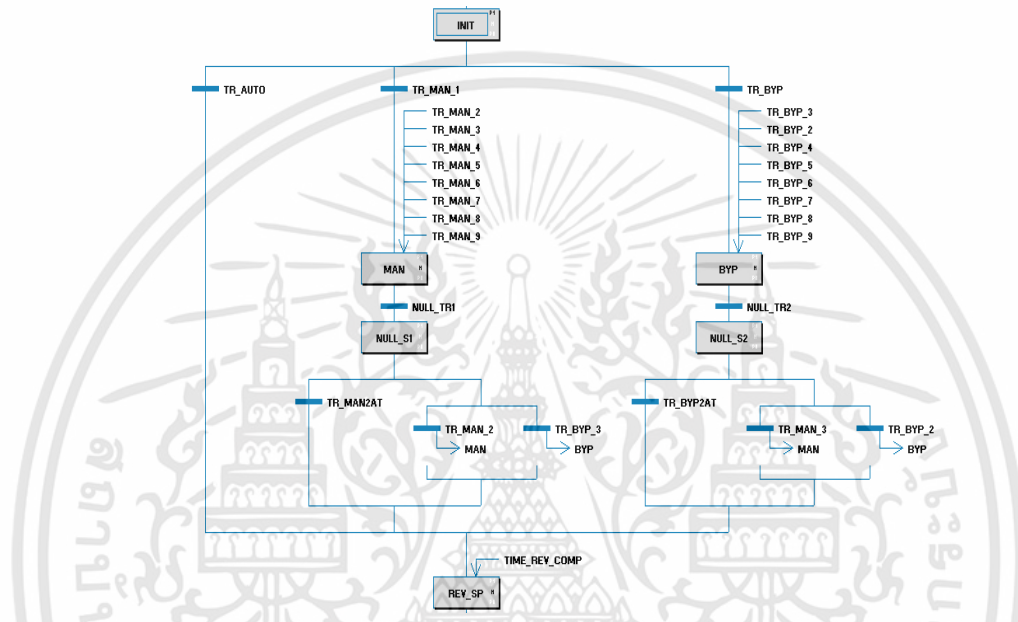 INIT
TR_AUTO
TR_MAN_1
TR_BYP
TR_MAN_2
TR_MAN_3
TR_MAN_4
TR_MAN_5
TR_MAN_6
TR_MAN_7
TR_MAN_8
TR_MAN_9
TR_BYP_3
TR_BYP_2
TR_BYP_4
TR_BYP_5
TR_BYP_6
TR_BYP_7
TR_BYP_8
TR_BYP_9
MAN
BYP
NULL_TR1
NULL_TR2
NULL_S1
NULL_S2
TR_MAN2AT
TR_MAN_2
MAN
TR_BYP_3
BYP
TR_BYP2AT
TR_MAN_3
MAN
TR_BYP_2
BYP
TIME_REV_COMP
REV_SP